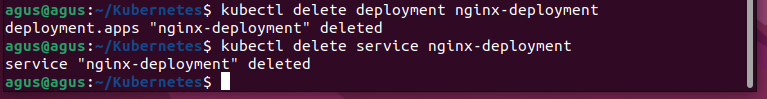 agus@agus:~/Kubernetes$ kubectl delete deployment nginx-deployment
deployment.apps "nginx-deployment" deleted
agus@agus:~/Kubernetes$ kubectl delete service nginx-deployment
service "nginx-deployment" deleted
agus@agus:~/Kubernetes$